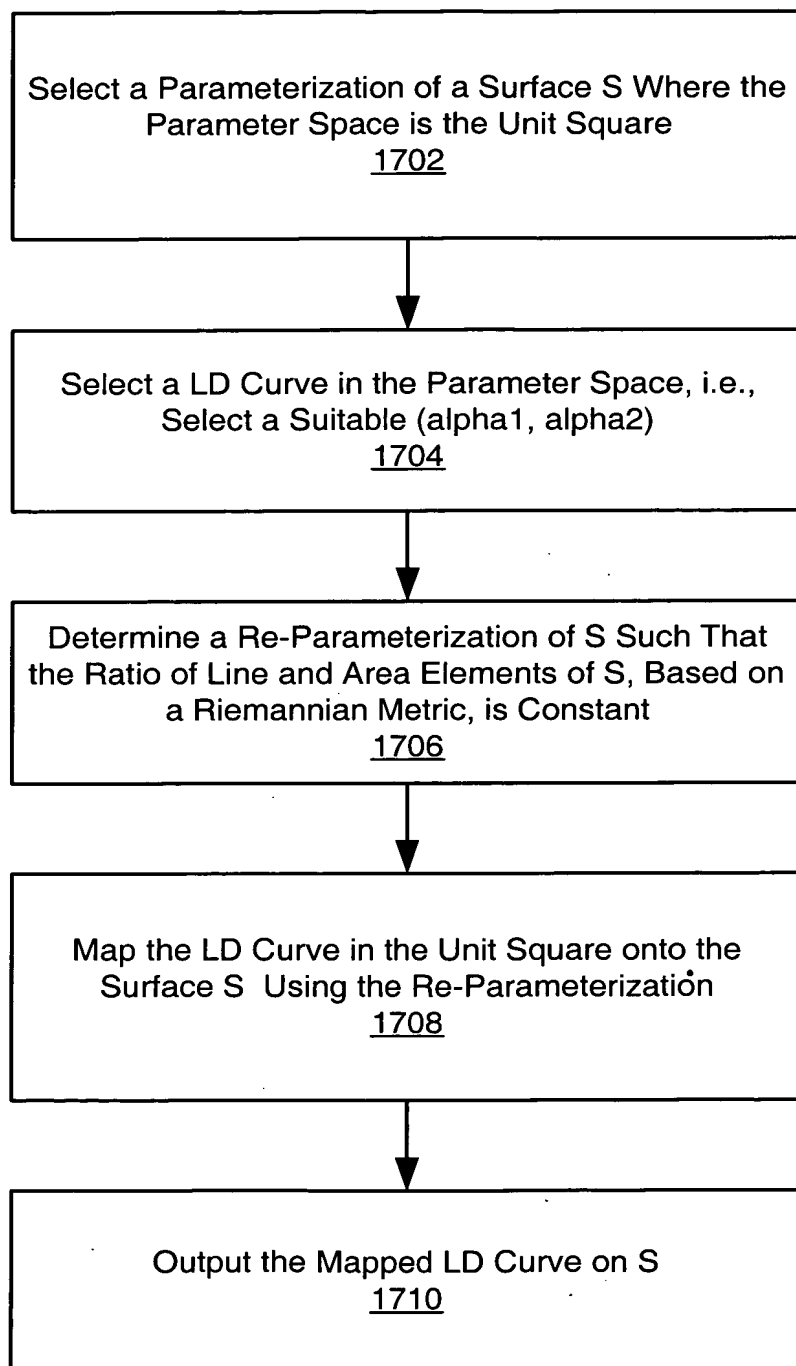 Select a Parameterization of a Surface S Where the
Parameter Space is the Unit Square
1702
Select a LD Curve in the Parameter Space, i.e.,
Select a Suitable (alpha1, alpha2)
1704
Determine a Re-Parameterization of S Such That
the Ratio of Line and Area Elements of S, Based on
a Riemannian Metric, is Constant
1706
Map the LD Curve in the Unit Square onto the
Surface S Using the Re-Parameterization
1708
Output the Mapped LD Curve on S
1710